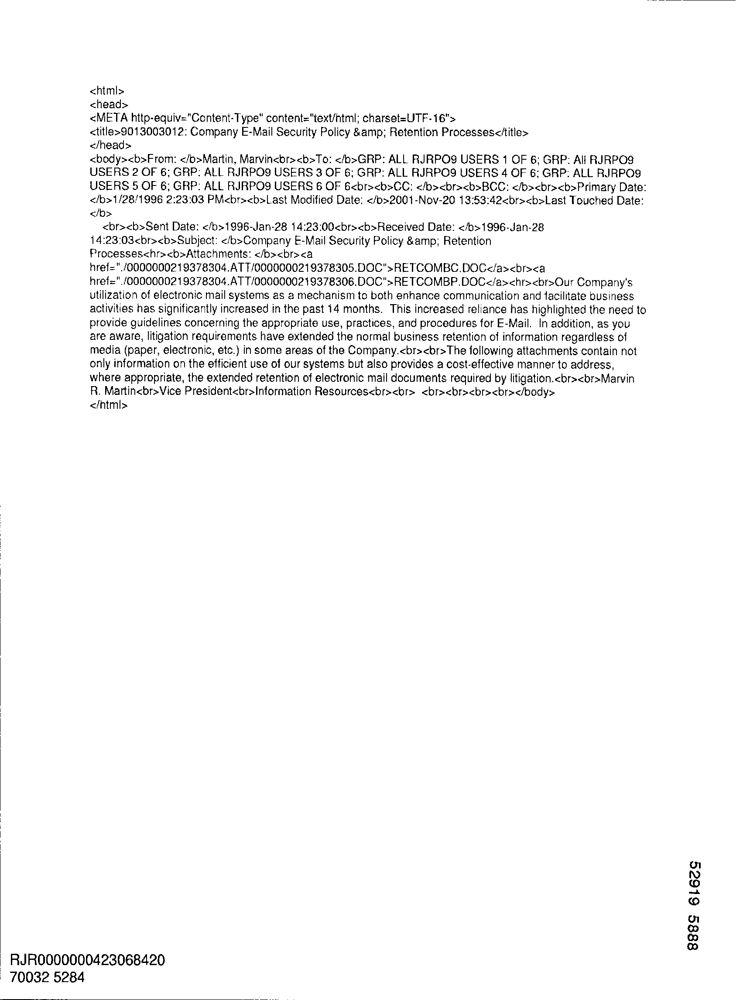 <html>
<head>
<META http-equiv="Content-Type" content="text/html; charset=UTF-16">
<title>9013003012: Company E-Mail Security Policy &amp; Retention Processes</title>
</head>
<body><b>From: </b>Martin, Marvin<br><b>To: </b>GRP: ALL RJRPO9 USERS 1 OF 6; GRP: All RJRPO9
USERS 2 OF 6; GRP: ALL RJRPO9 USERS 3 OF 6; GRP: ALL RJRPO9 USERS 4 OF 6; GRP: ALL RJRPO9
USERS 5 OF 6; GRP: ALL RJRPO9 USERS 6 OF 6<br><b>CC: </b><br><b>BCC: </b><br><b>Primary Date:
</b>1/28/1996 2:23:03 PM<br><b>Last Modified Date: </b>2001-Nov-20 13:53:42<br><b>Last Touched Date:
</b>
<br><b>Sent Date: </b>1996-Jan-28 14:23:00<br><b>Received Date: </b>1996-Jan-28
14:23:03<br><b>Subject: </b>Company E-Mail Security Policy &amp; Retention
Processes<hr><b>Attachments: </b><br><a
href="./0000000219378304.ATT/0000000219378305.DOC">RETCOMBC.DOC</a><br><a
href="./0000000219378304.ATT/0000000219378306.DOC">RETCOMBP.DOC</a><hr><br>Our Company's
utilization of electronic mail systems as a mechanism to both enhance communication and facilitate business
activities has significantly increased in the past 14 months.  This increased reliance has highlighted the need to
provide guidelines concerning the appropriate use, practices, and procedures for E-Mail.  In addition, as you
are aware, litigation requirements have extended the normal business retention of information regardless of
media (paper, electronic, etc.) in some areas of the Company.<br><br>The following attachments contain not
only information on the efficient use of our systems but also provides a cost-effective manner to address,
where appropriate, the extended retention of electronic mail documents required by litigation.<br><br>Marvin
R. Martin<br>Vice President<br>Information Resources<br><br>  <br><br><br><br></body>
</html>
52919 5888
RJR0000000423068420
70032 5284